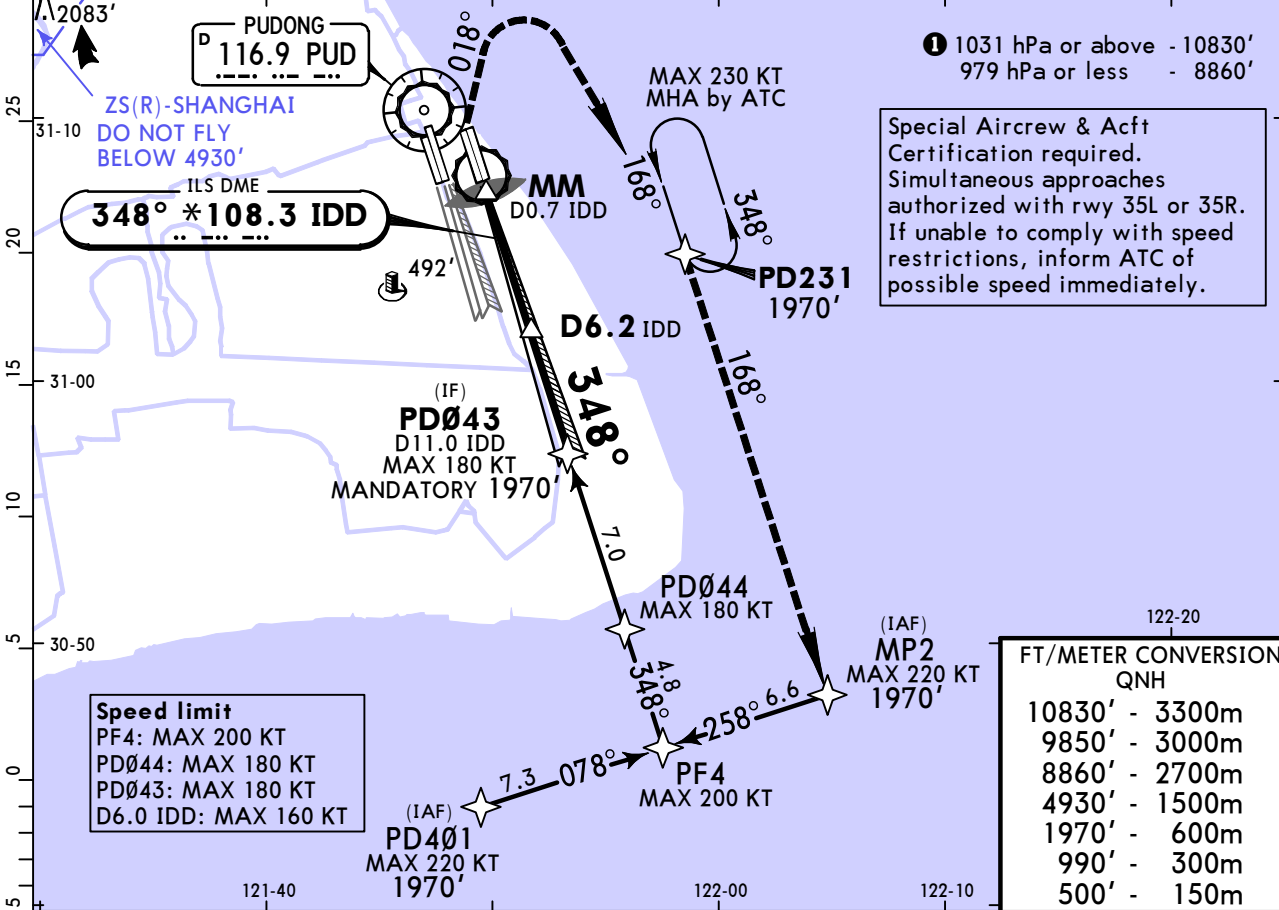 2083'
PUDONG
D 116.9 PUD
ZS(R)-SHANGHAI
DO NOT FLY
BELOW 4930'
25
31-10
018°
MAX 230 KT
MHA by ATC
❶ 1031 hPa or above - 10830'
979 hPa or less - 8860'
Special Aircrew & Acft
Certification required.
Simultaneous approaches
authorized with rwy 35L or 35R.
If unable to comply with speed
restrictions, inform ATC of
possible speed immediately.
ILS DME
348° *108.3 IDD
MM
D0.7 IDD
168°
348°
20
492'
PD231
1970'
D6.2 IDD
168°
15
31-00
348°
(IF)
PDØ43
D11.0 IDD
MAX 180 KT
MANDATORY 1970'
10
7.0
PDØ44
MAX 180 KT
5
30-50
4.8
348°
(IAF)
MP2
MAX 220 KT
1970'
258° 6.6
122-20
FT/METER CONVERSION
QNH
10830' - 3300m
9850' - 3000m
8860' - 2700m
4930' - 1500m
1970' - 600m
990' - 300m
500' - 150m
Speed limit
PF4: MAX 200 KT
PDØ44: MAX 180 KT
PDØ43: MAX 180 KT
D6.0 IDD: MAX 160 KT
0
7.3 078°
PF4
MAX 200 KT
(IAF)
PD4Ø1
MAX 220 KT
1970'
5
121-40
122-00
122-10